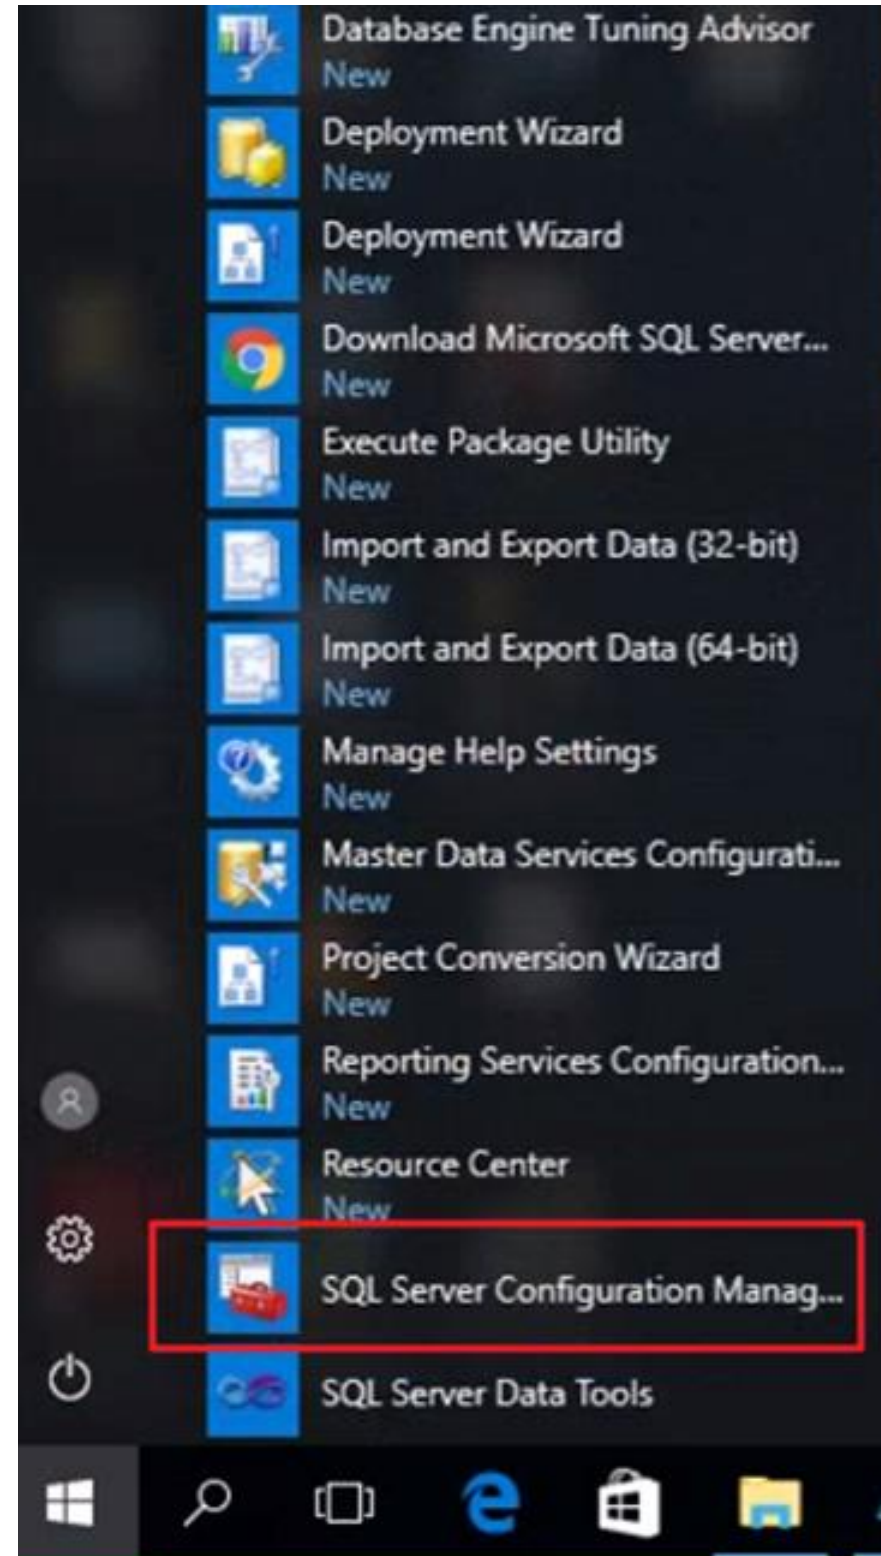 Database Engine Tuning Advisor
New
Deployment Wizard
New
Deployment Wizard
New
Download Microsoft SQL Server...
New
Execute Package Utility
New
Import and Export Data (32-bit)
New
Import and Export Data (64-bit)
New
Manage Help Settings
New
Master Data Services Configurati...
New
Project Conversion Wizard
New
Reporting Services Configuration...
New
Resource Center
New
SQL Server Configuration Manag...
SQL Server Data Tools